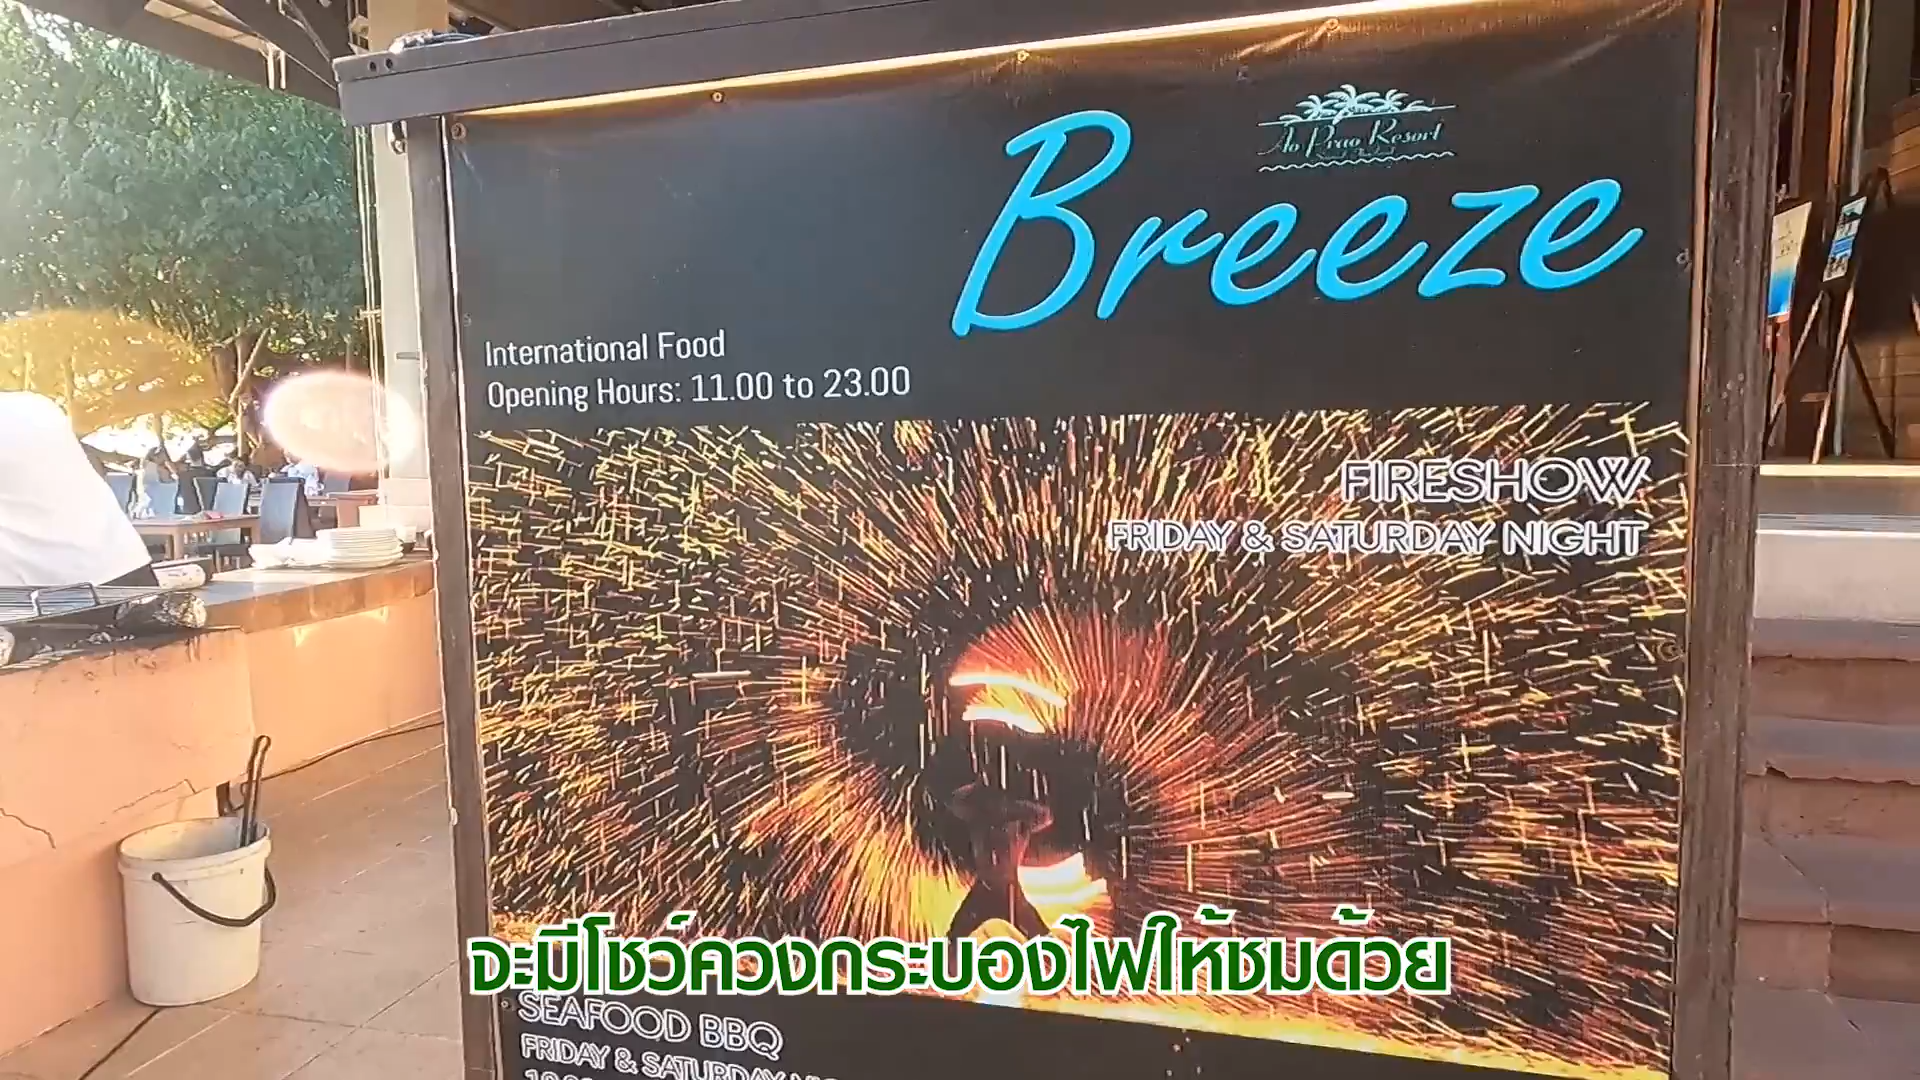 Ao Prao Resort
Breeze
International Food
Opening Hours: 11.00 to 23.00
FIRESHOW
FRIDAY & SATURDAY NIGHT
จะมีโชว์ควงกระบองไฟให้ชมด้วย
SEAFOOD BBQ
FRIDAY & SATURDAY